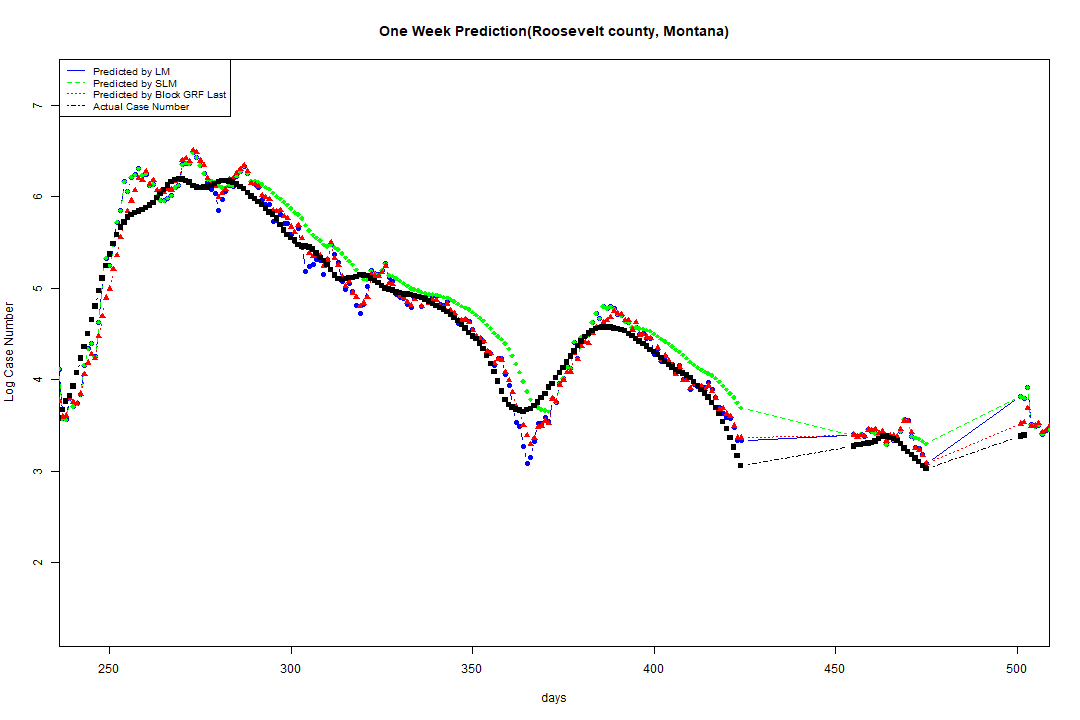 One Week Prediction(Roosevelt county, Montana)
Predicted by LM
Predicted by SLM
Predicted by Block GRF Last
Actual Case Number
7
6
5
4
3
2
Log Case Number
250 300 350 400 450 500
days